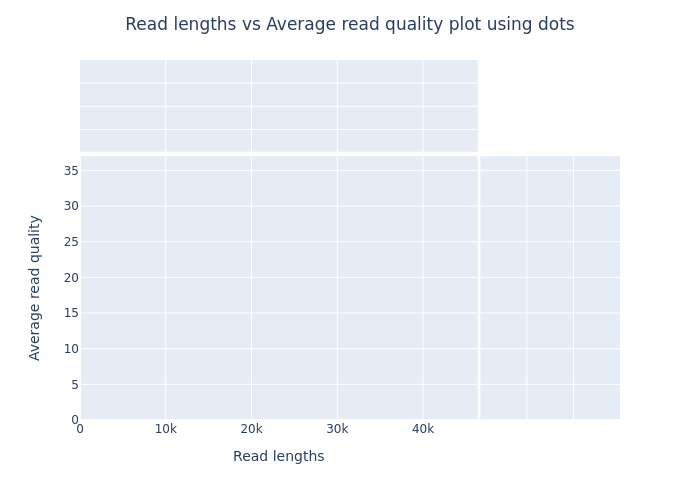 Read lengths vs Average read quality plot using dots
Average read quality
35
30
25
20
15
10
5
0
0 10k 20k 30k 40k
Read lengths